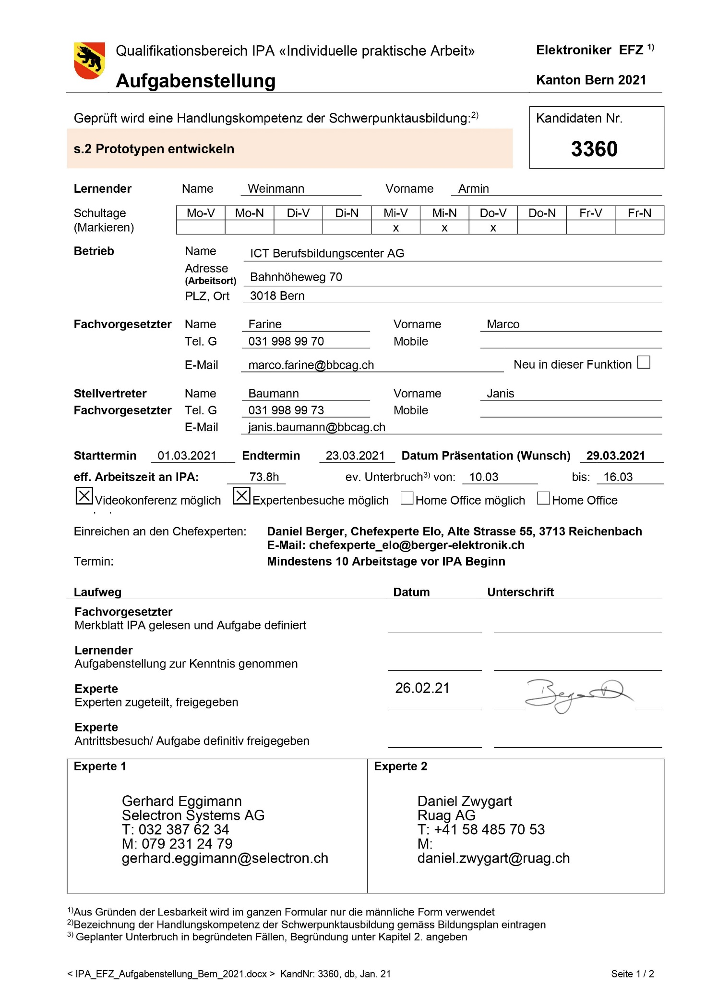 Qualifikationsbereich IPA «Individuelle praktische Arbeit» Elektroniker EFZ 1)
Aufgabenstellung Kanton Bern 2021
Geprüft wird eine Handlungskompetenz der Schwerpunktausbildung:2) Kandidaten Nr.
s.2 Prototypen entwickeln 3360
Lernender Name Weinmann Vorname Armin
Schultage Mo-V Mo-N Di-V Di-N Mi-V Mi-N Do-V Do-N Fr-V Fr-N
(Markieren) x x x
Betrieb Name ICT Berufsbildungscenter AG
Adresse
(Arbeitsort) Bahnhöheweg 70
PLZ, Ort 3018 Bern
Fachvorgesetzter Name Farine Vorname Marco
Tel. G 031 998 99 70 Mobile
E-Mail marco.farine@bbcag.ch Neu in dieser Funktion
Stellvertreter Name Baumann Vorname Janis
Fachvorgesetzter Tel. G 031 998 99 73 Mobile
E-Mail janis.baumann@bbcag.ch
Starttermin 01.03.2021 Endtermin 23.03.2021 Datum Präsentation (Wunsch) 29.03.2021
eff. Arbeitszeit an IPA: 73.8h ev. Unterbruch3) von: 10.03 bis: 16.03
Videokonferenz möglich Expertenbesuche möglich Home Office möglich Home Office
Einreichen an den Chefexperten: Daniel Berger, Chefexperte Elo, Alte Strasse 55, 3713 Reichenbach
E-Mail: chefexperte_elo@berger-elektronik.ch
Termin: Mindestens 10 Arbeitstage vor IPA Beginn
Laufweg Datum Unterschrift
Fachvorgesetzter
Merkblatt IPA gelesen und Aufgabe definiert
Lernender
Aufgabenstellung zur Kenntnis genommen
Experte 26.02.21
Experten zugeteilt, freigegeben
Experte
Antrittsbesuch/ Aufgabe definitiv freigegeben
Experte 1 Experte 2
Gerhard Eggimann Daniel Zwygart
Selectron Systems AG Ruag AG
T: 032 387 62 34 T: +41 58 485 70 53
M: 079 231 24 79 M:
gerhard.eggimann@selectron.ch daniel.zwygart@ruag.ch
1)Aus Gründen der Lesbarkeit wird im ganzen Formular nur die männliche Form verwendet
2)Bezeichnung der Handlungskompetenz der Schwerpunktausbildung gemäss Bildungsplan eintragen
3) Geplanter Unterbruch in begründeten Fällen, Begründung unter Kapitel 2. angeben
< IPA_EFZ_Aufgabenstellung_Bern_2021.docx > KandNr: 3360, db, Jan. 21 Seite 1 / 2